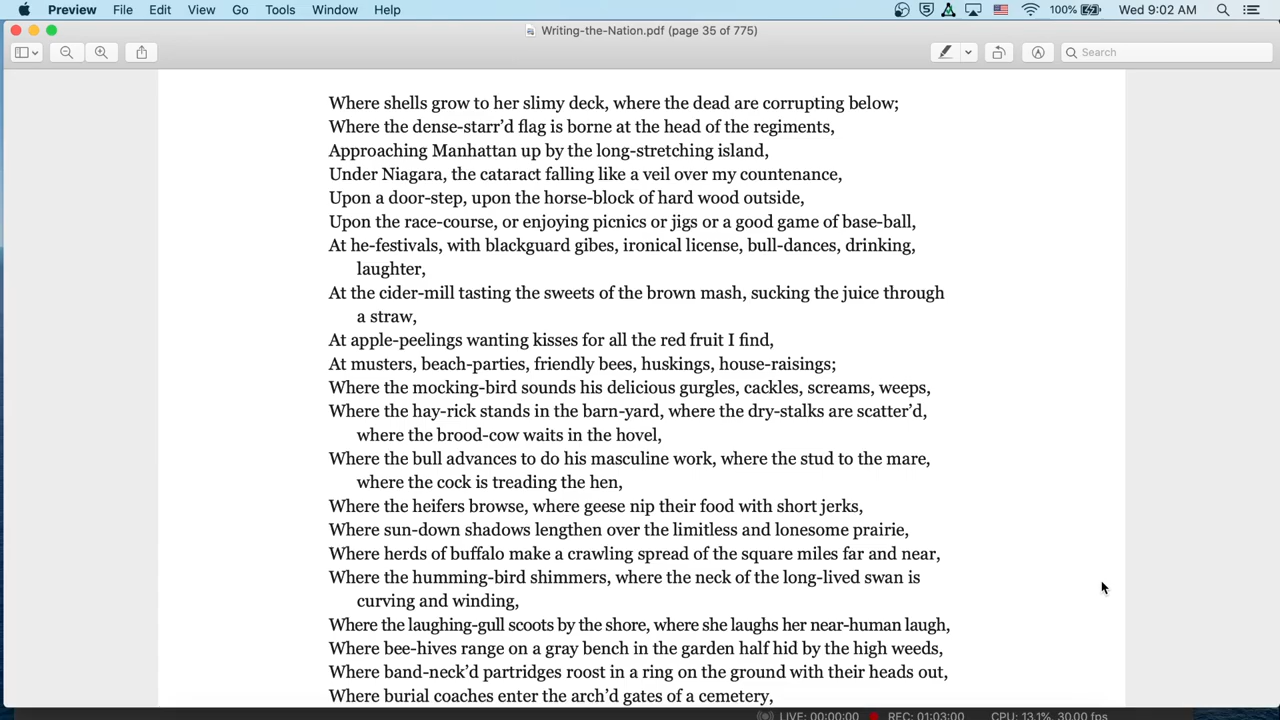 Preview File Edit View Go Tools Window Help 100% Wed 9:02 AM
Writing-the-Nation.pdf (page 35 of 775)
Search
Where shells grow to her slimy deck, where the dead are corrupting below;
Where the dense-starr’d flag is borne at the head of the regiments,
Approaching Manhattan up by the long-stretching island,
Under Niagara, the cataract falling like a veil over my countenance,
Upon a door-step, upon the horse-block of hard wood outside,
Upon the race-course, or enjoying picnics or jigs or a good game of base-ball,
At he-festivals, with blackguard gibes, ironical license, bull-dances, drinking,
laughter,
At the cider-mill tasting the sweets of the brown mash, sucking the juice through
a straw,
At apple-peelings wanting kisses for all the red fruit I find,
At musters, beach-parties, friendly bees, huskings, house-raisings;
Where the mocking-bird sounds his delicious gurgles, cackles, screams, weeps,
Where the hay-rick stands in the barn-yard, where the dry-stalks are scatter’d,
where the brood-cow waits in the hovel,
Where the bull advances to do his masculine work, where the stud to the mare,
where the cock is treading the hen,
Where the heifers browse, where geese nip their food with short jerks,
Where sun-down shadows lengthen over the limitless and lonesome prairie,
Where herds of buffalo make a crawling spread of the square miles far and near,
Where the humming-bird shimmers, where the neck of the long-lived swan is
curving and winding,
Where the laughing-gull scoots by the shore, where she laughs her near-human laugh,
Where bee-hives range on a gray bench in the garden half hid by the high weeds,
Where band-neck’d partridges roost in a ring on the ground with their heads out,
Where burial coaches enter the arch’d gates of a cemetery,
LIVE: 00:00:00 REC: 01:03:00 CPU: 13.1%, 30.00 fps